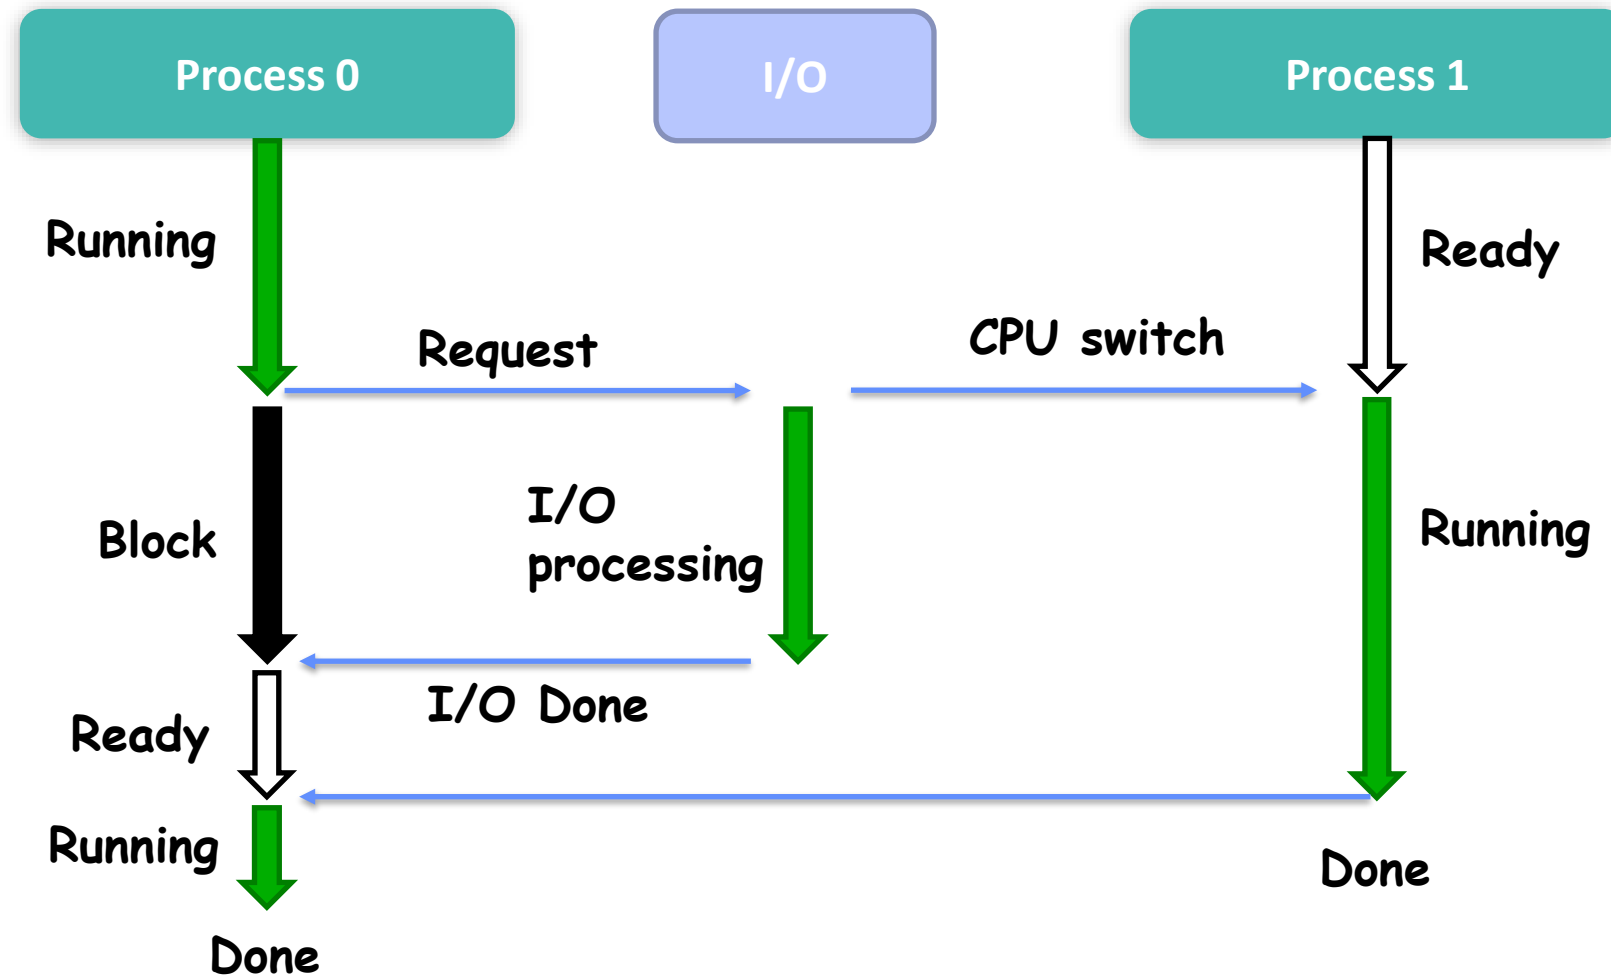 Process 0
I/O
Process 1
Running
Ready
Request
CPU switch
I/O
processing
Block
Running
I/O Done
Ready
Running
Done
Done